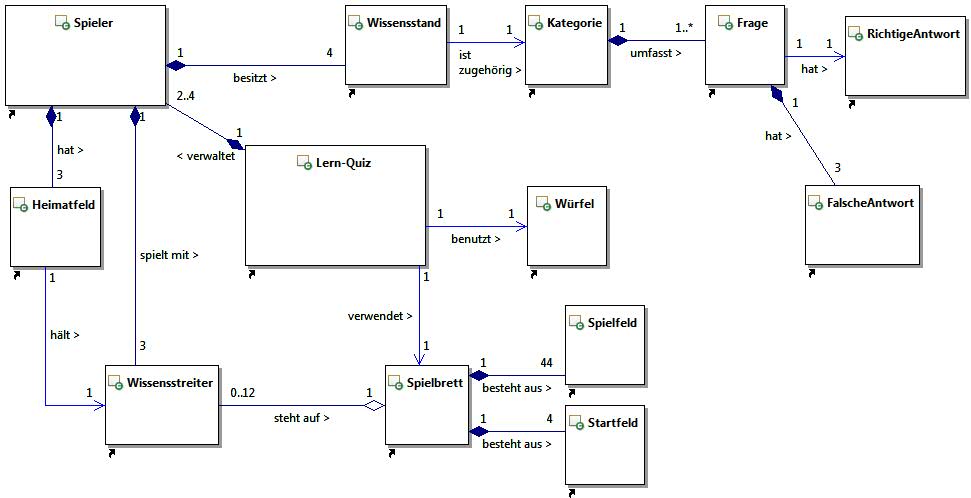 Spieler
Wissensstand
Kategorie
Frage
RichtigeAntwort
1
4
besitzt >
1
1
ist
zugehörig >
1
1..*
umfasst >
1
1
hat >
2..4
1
< verwaltet
1
hat >
3
1
spielt mit >
3
Lern-Quiz
1
hat >
3
FalscheAntwort
Heimatfeld
Würfel
1
1
benutzt >
1
hält >
1
1
verwendet >
1
Wissensstreiter
0..12
1
steht auf >
Spielbrett
1
44
besteht aus >
Spielfeld
1
4
besteht aus >
Startfeld